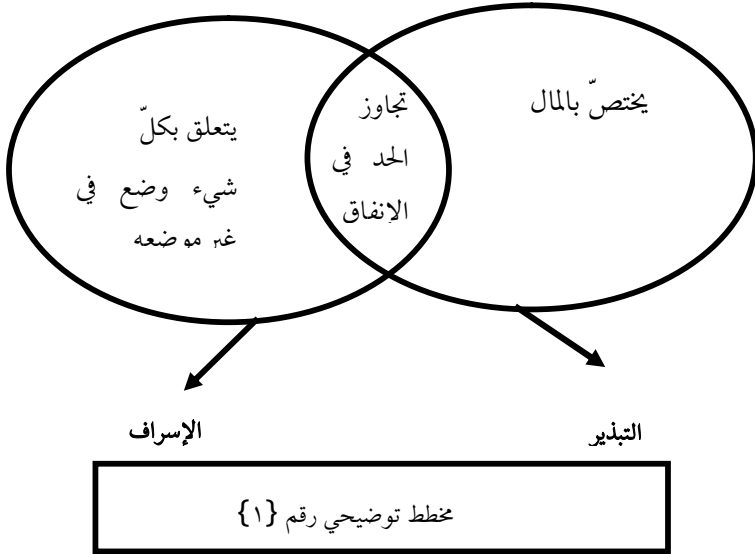 يختصّ بالمال
تجاوز
الحد في
الإنفاق
يتعلق بكلّ
شيء وضع في
غير موضعه
التبذير
الإسراف
مخطط توضيحي رقم {١}